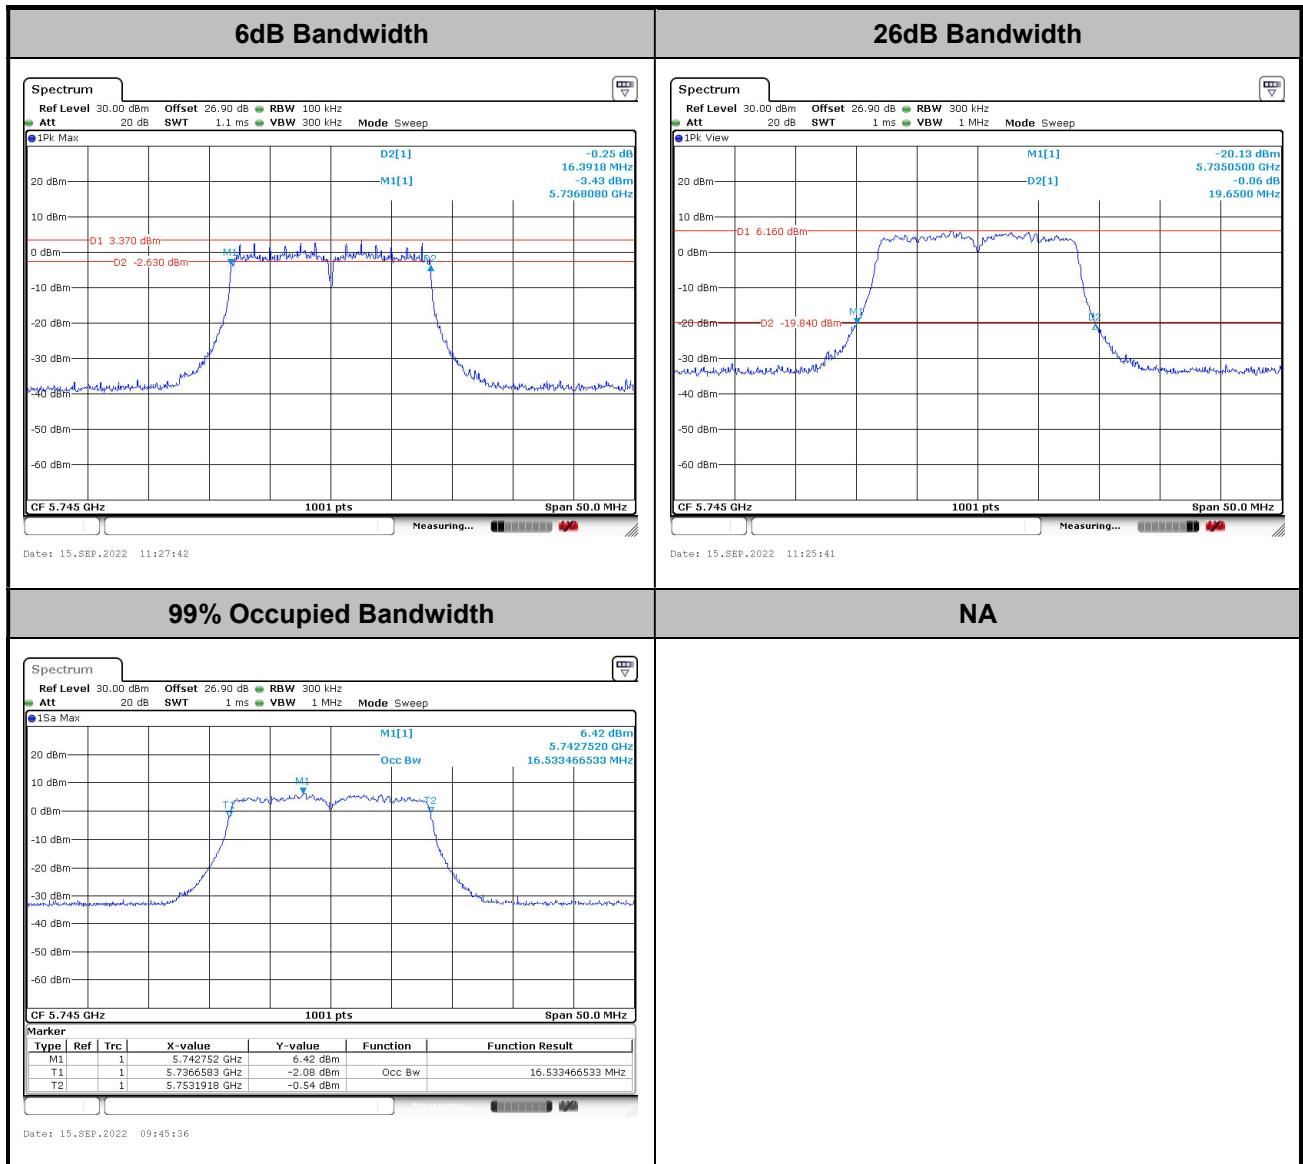 6dB Bandwidth
26dB Bandwidth
Spectrum
Ref Level 30.00 dBm Offset 26.90 dB RBW 100 kHz
Att 20 dB SWT 1.1 ms VBW 300 kHz Mode Sweep
1Pk Max
D2[1] -0.25 dB
16.3918 MHz
M1[1] -3.43 dBm
5.7368080 GHz
20 dBm
10 dBm
D1 3.370 dBm
0 dBm
M1
D2
D2 -2.630 dBm
-10 dBm
-20 dBm
-30 dBm
-40 dBm
-50 dBm
-60 dBm
CF 5.745 GHz 1001 pts Span 50.0 MHz
Measuring...
Date: 15.SEP.2022 11:27:42
Spectrum
Ref Level 30.00 dBm Offset 26.90 dB RBW 300 kHz
Att 20 dB SWT 1 ms VBW 1 MHz Mode Sweep
1Pk View
M1[1] -20.13 dBm
5.7350500 GHz
D2[1] -0.06 dB
19.6500 MHz
20 dBm
10 dBm
D1 6.160 dBm
0 dBm
-10 dBm
M1
D2
-20 dBm
D2 -19.840 dBm
-30 dBm
-40 dBm
-50 dBm
-60 dBm
CF 5.745 GHz 1001 pts Span 50.0 MHz
Measuring...
Date: 15.SEP.2022 11:25:41
99% Occupied Bandwidth
NA
Spectrum
Ref Level 30.00 dBm Offset 26.90 dB RBW 300 kHz
Att 20 dB SWT 1 ms VBW 1 MHz Mode Sweep
1Sa Max
M1[1] 6.42 dBm
5.7427520 GHz
Occ Bw 16.533466533 MHz
20 dBm
10 dBm
M1
T1
T2
0 dBm
-10 dBm
-20 dBm
-30 dBm
-40 dBm
-50 dBm
-60 dBm
CF 5.745 GHz 1001 pts Span 50.0 MHz
Marker
Type Ref Trc X-value Y-value Function Function Result
M1 1 5.742752 GHz 6.42 dBm
T1 1 5.7366583 GHz -2.08 dBm Occ Bw 16.533466533 MHz
T2 1 5.7531918 GHz -0.54 dBm
Measuring...
Date: 15.SEP.2022 09:45:36